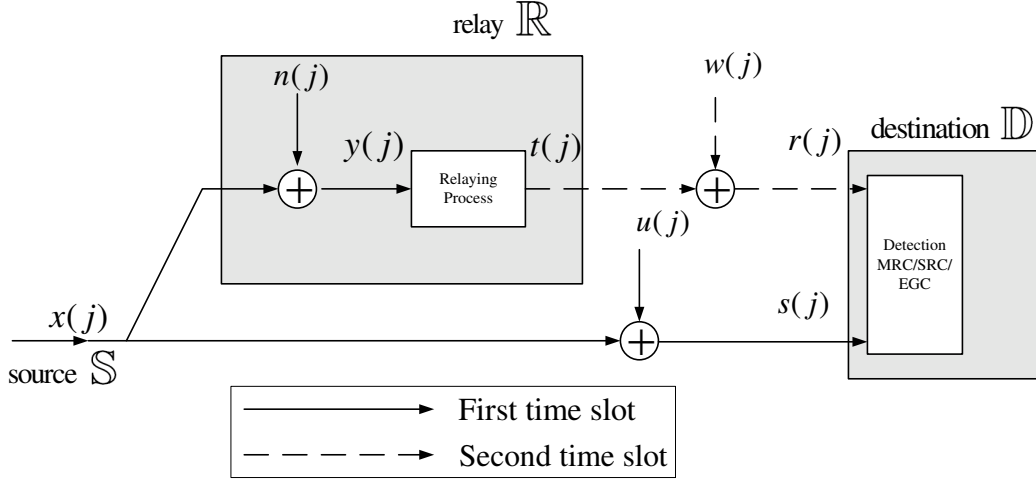 relay ℝ
n(j)
w(j)
y(j)
t(j)
destination 𝔻
r(j)
Relaying
Process
u(j)
Detection
MRC/SRC/
EGC
x(j)
s(j)
source 𝕊
First time slot
Second time slot